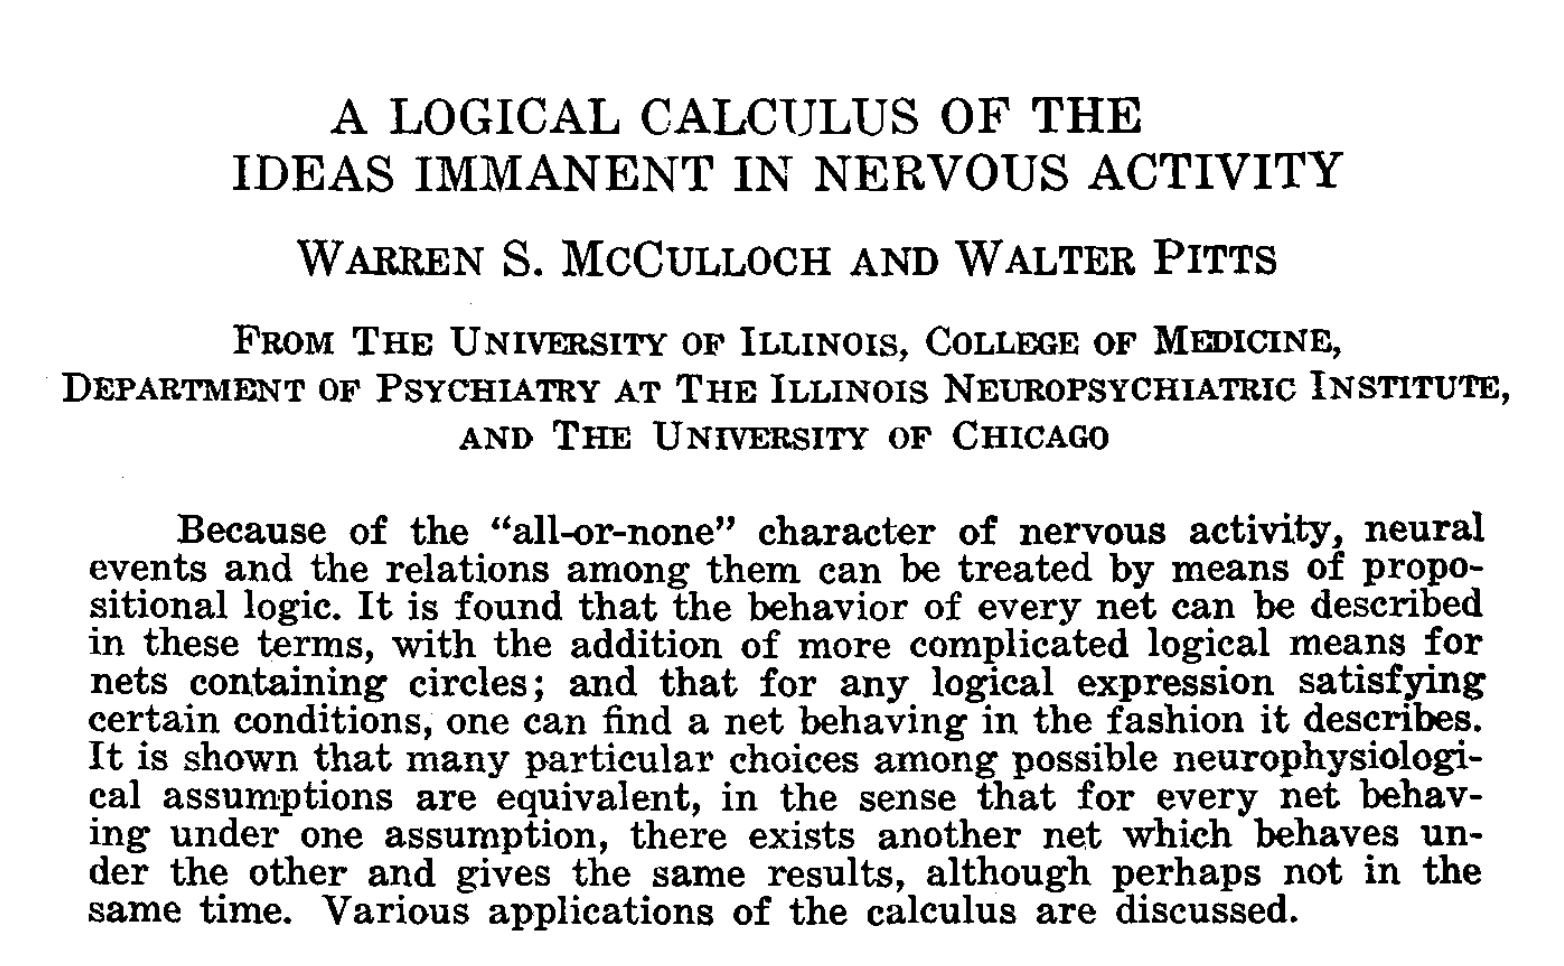 A LOGICAL CALCULUS OF THE
IDEAS IMMANENT IN NERVOUS ACTIVITY
WARREN S. MCCULLOCH AND WALTER PITTS
FROM THE UNIVERSITY OF ILLINOIS, COLLEGE OF MEDICINE,
DEPARTMENT OF PSYCHIATRY AT THE ILLINOIS NEUROPSYCHIATRIC INSTITUTE,
AND THE UNIVERSITY OF CHICAGO
Because of the “all-or-none” character of nervous activity, neural
events and the relations among them can be treated by means of propo-
sitional logic. It is found that the behavior of every net can be described
in these terms, with the addition of more complicated logical means for
nets containing circles; and that for any logical expression satisfying
certain conditions, one can find a net behaving in the fashion it describes.
It is shown that many particular choices among possible neurophysiologi-
cal assumptions are equivalent, in the sense that for every net behav-
ing under one assumption, there exists another net which behaves un-
der the other and gives the same results, although perhaps not in the
same time. Various applications of the calculus are discussed.